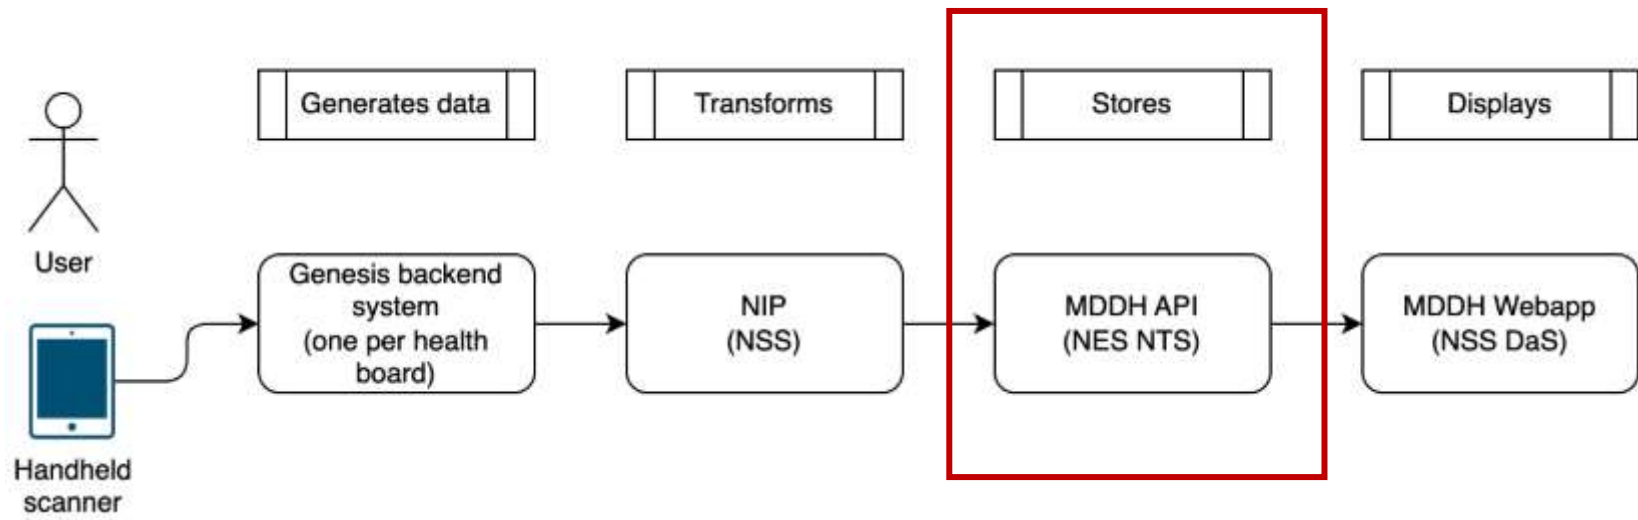 Generates data
Transforms
Stores
Displays
User
Genesis backend
system
(one per health
board)
NIP
(NSS)
MDDH API
(NES NTS)
MDDH Webapp
(NSS DaS)
Handheld
scanner